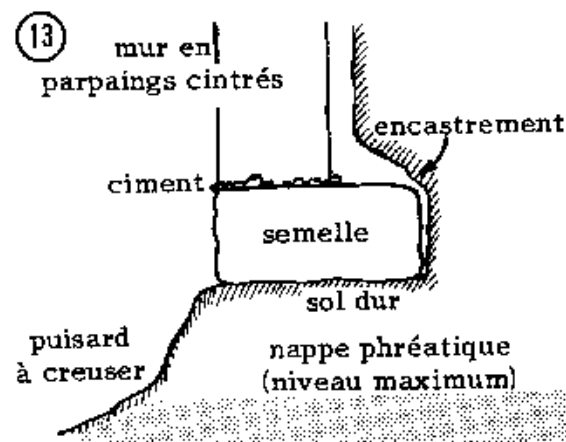 13
mur en
parpaings cintrés
encastrement
ciment
semelle
sol dur
puisard
à creuser
nappe phréatique
(niveau maximum)